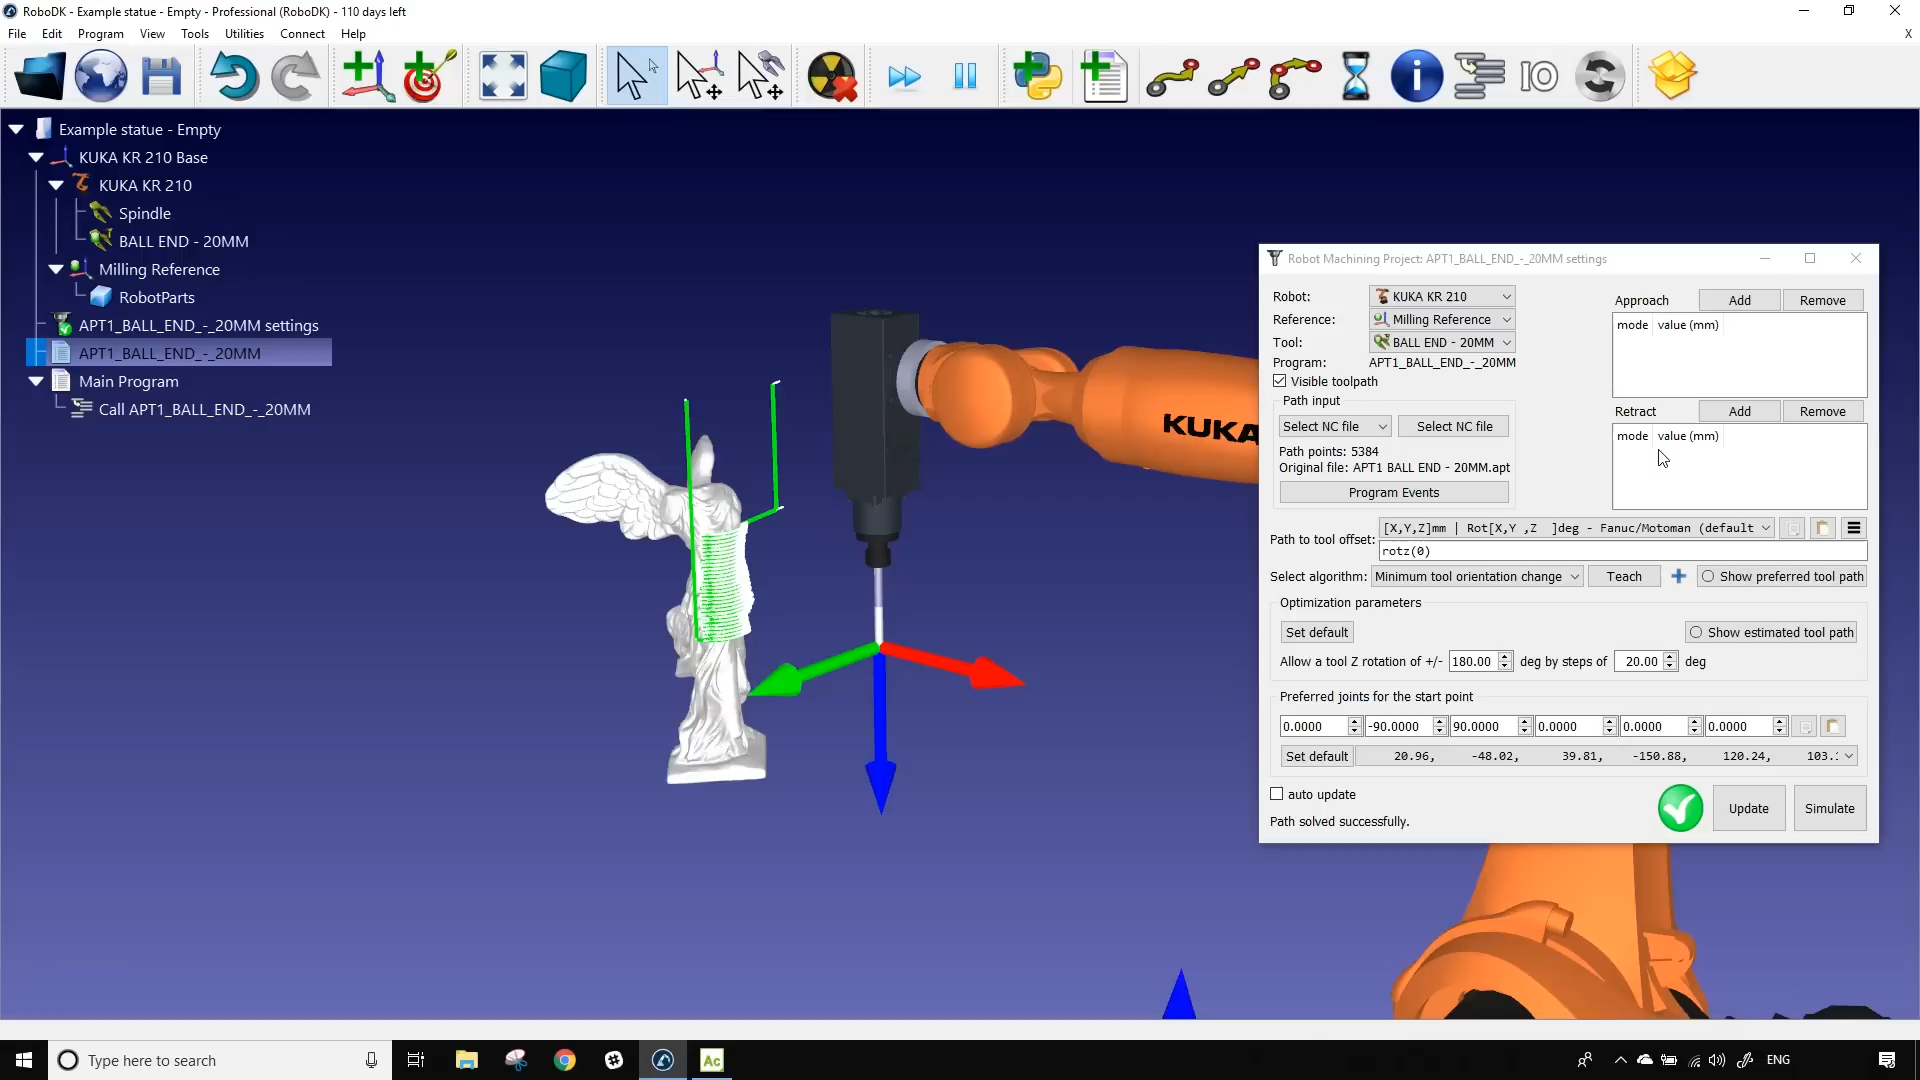 RoboDK - Example statue - Empty - Professional (RoboDK) - 110 days left
File Edit Program View Tools Utilities Connect Help X
IO
Example statue - Empty
KUKA KR 210 Base
KUKA KR 210
Spindle
BALL END - 20MM
Milling Reference
RobotParts
APT1_BALL_END_-_20MM settings
APT1_BALL_END_-_20MM
Main Program
Call APT1_BALL_END_-_20MM
KUKA
Robot Machining Project: APT1_BALL_END_-_20MM settings
Robot: KUKA KR 210
Reference: Milling Reference
Tool: BALL END - 20MM
Program: APT1_BALL_END_-_20MM
Visible toolpath
Path input
Select NC file Select NC file
Path points: 5384
Original file: APT1 BALL END - 20MM.apt
Program Events
Approach Add Remove
mode value (mm)
Retract Add Remove
mode value (mm)
Path to tool offset: [X,Y,Z]mm | Rot[X,Y ,Z ]deg - Fanuc/Motoman (default
rotz(0)
Select algorithm: Minimum tool orientation change Teach Show preferred tool path
Optimization parameters
Set default Show estimated tool path
Allow a tool Z rotation of +/- 180.00 deg by steps of 20.00 deg
Preferred joints for the start point
0.0000 -90.0000 90.0000 0.0000 0.0000 0.0000
Set default 20.96, -48.02, 39.81, -150.88, 120.24, 103.:
auto update
Path solved successfully.
Update Simulate
Type here to search
Ac
ENG